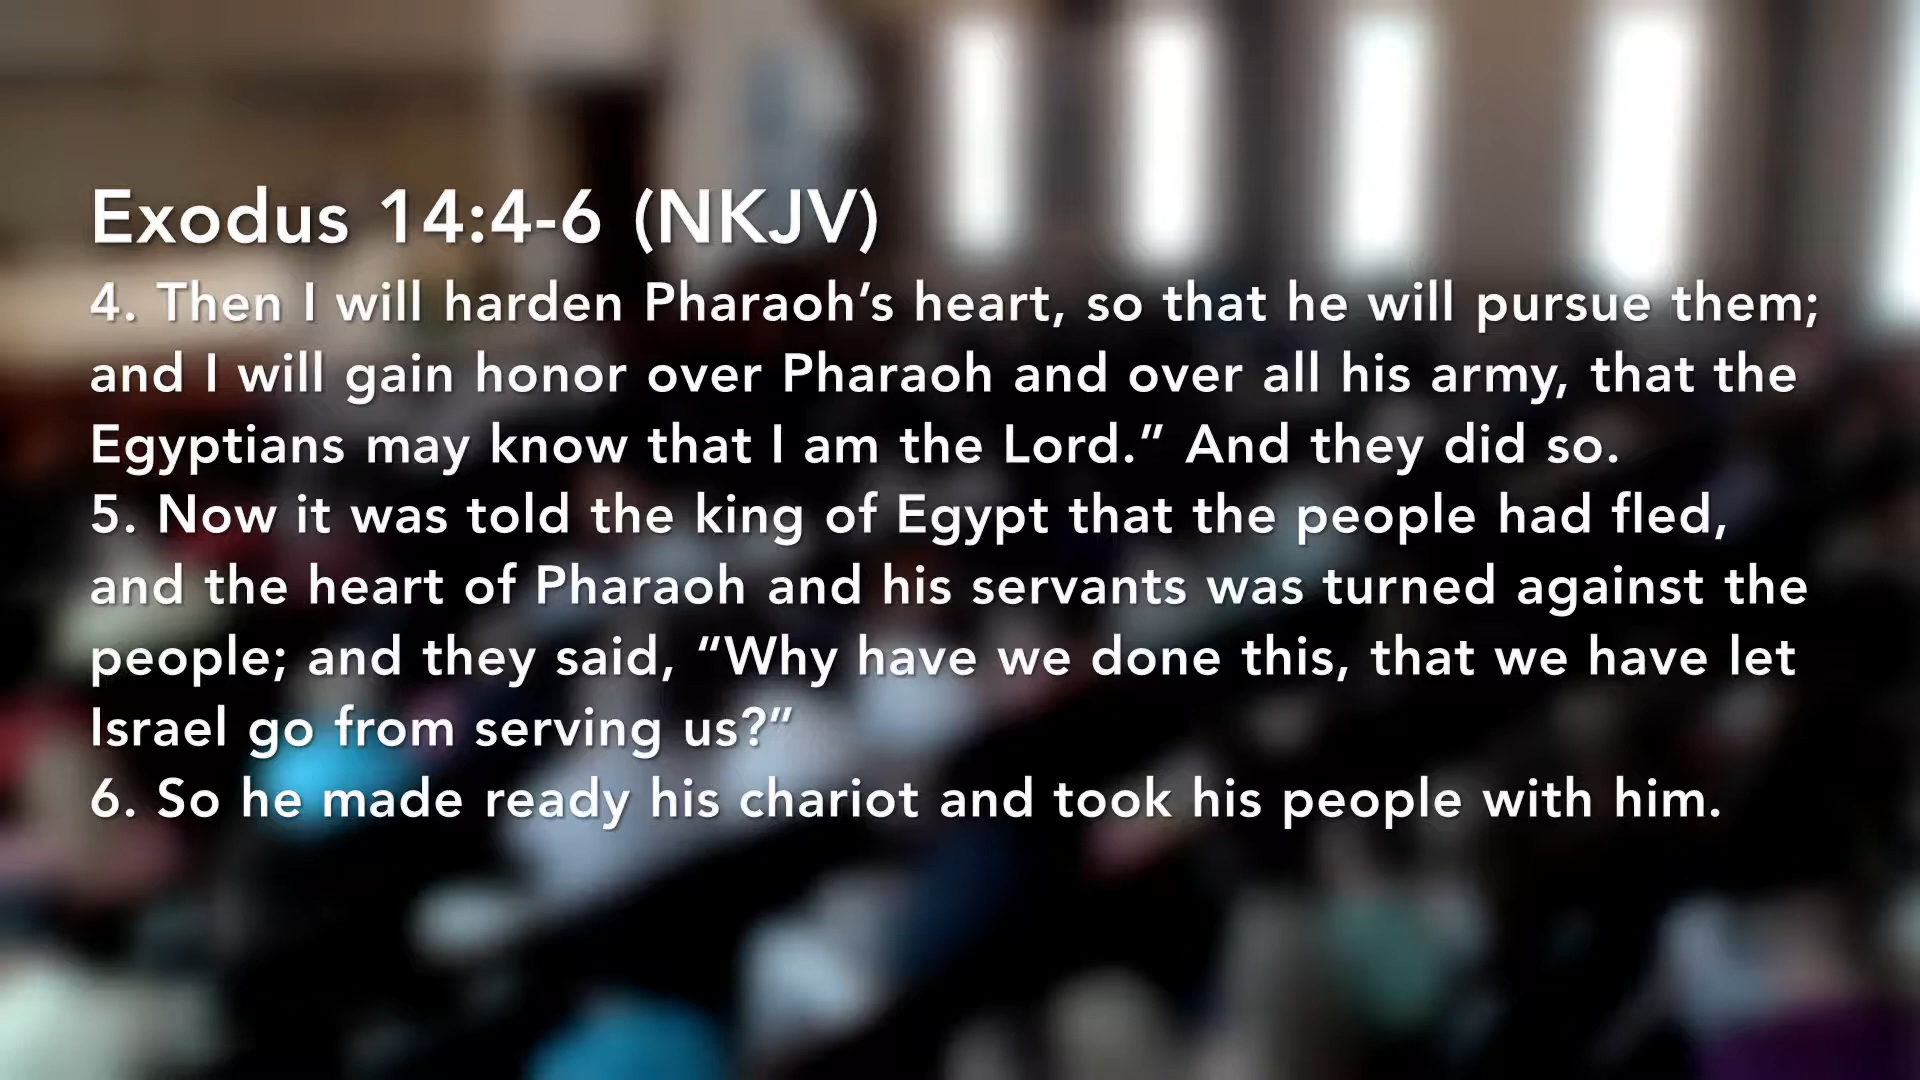 Exodus 14:4-6 (NKJV)
4. Then I will harden Pharaoh’s heart, so that he will pursue them;
and I will gain honor over Pharaoh and over all his army, that the
Egyptians may know that I am the Lord.” And they did so.
5. Now it was told the king of Egypt that the people had fled,
and the heart of Pharaoh and his servants was turned against the
people; and they said, “Why have we done this, that we have let
Israel go from serving us?”
6. So he made ready his chariot and took his people with him.